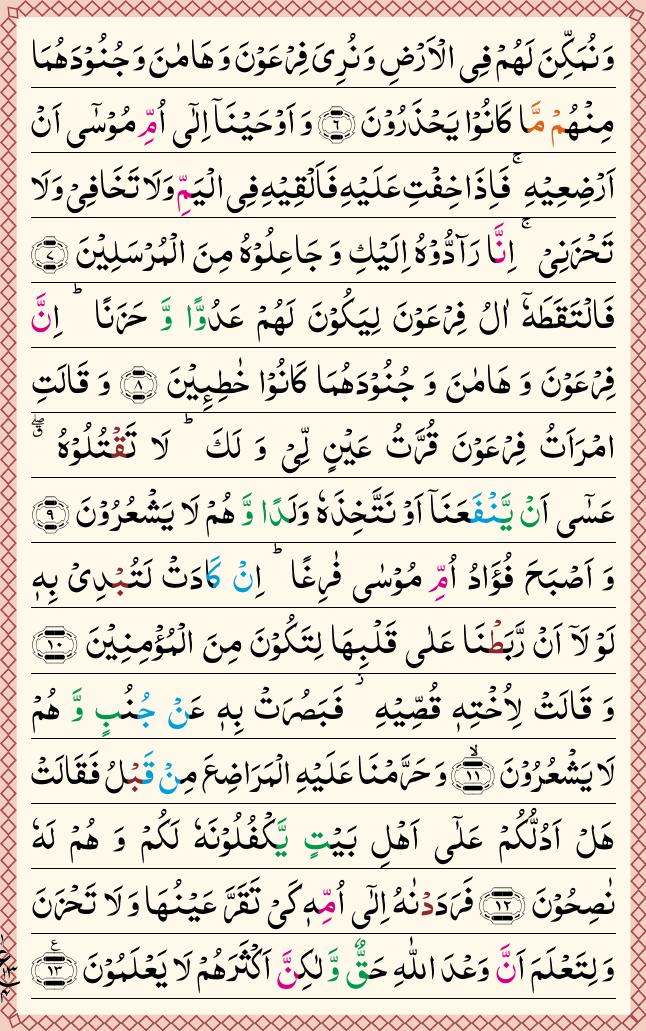 وَنُمَكِّنَ لَهُمْ فِى الْاَرْضِ وَنُرِىَ فِرْعَوْنَ وَهَامٰنَ وَجُنُوْدَهُمَا
مِنْهُمْ مَّا كَانُوْا يَحْذَرُوْنَ ﴿٦﴾ وَ اَوْحَيْنَاۤ اِلٰٓى اُمِّ مُوْسٰٓى اَنْ
اَرْضِعِيْهِ ۚ فَاِذَا خِفْتِ عَلَيْهِ فَاَلْقِيْهِ فِى الْيَمِّ وَلَا تَخَافِىْ وَلَا
تَحْزَنِىْ ۚ اِنَّا رَآدُّوْهُ اِلَيْكِ وَ جَاعِلُوْهُ مِنَ الْمُرْسَلِيْنَ ﴿٧﴾
فَالْتَقَطَهٗۤ اٰلُ فِرْعَوْنَ لِيَكُوْنَ لَهُمْ عَدُوًّا وَّ حَزَنًا ؕ اِنَّ
فِرْعَوْنَ وَ هَامٰنَ وَ جُنُوْدَهُمَا كَانُوْا خٰطِـِٕيْنَ ﴿٨﴾ وَ قَالَتِ
امْرَاَتُ فِرْعَوْنَ قُرَّتُ عَيْنٍ لِّىْ وَ لَكَ ؕ لَا تَقْتُلُوْهُ ۖۗ
عَسٰٓى اَنْ يَّنْفَعَنَاۤ اَوْ نَتَّخِذَهٗ وَلَدًا وَّ هُمْ لَا يَشْعُرُوْنَ ﴿٩﴾
وَ اَصْبَحَ فُؤَادُ اُمِّ مُوْسٰى فٰرِغًا ؕ اِنْ كَادَتْ لَتُبْدِىْ بِهٖ
لَوْ لَاۤ اَنْ رَّبَطْنَا عَلٰى قَلْبِهَا لِتَكُوْنَ مِنَ الْمُؤْمِنِيْنَ ﴿١٠﴾
وَ قَالَتْ لِاُخْتِهٖ قُصِّيْهِ ؗ فَبَصُرَتْ بِهٖ عَنْ جُنُبٍ وَّ هُمْ
لَا يَشْعُرُوْنَ ﴿١١﴾ۙ وَ حَرَّمْنَا عَلَيْهِ الْمَرَاضِعَ مِنْ قَبْلُ فَقَالَتْ
هَلْ اَدُلُّكُمْ عَلٰٓى اَهْلِ بَيْتٍ يَّكْفُلُوْنَهٗ لَكُمْ وَ هُمْ لَهٗ
نٰصِحُوْنَ ﴿١٢﴾ فَرَدَدْنٰهُ اِلٰٓى اُمِّهٖ كَىْ تَقَرَّ عَيْنُهَا وَ لَا تَحْزَنَ
وَ لِتَعْلَمَ اَنَّ وَعْدَ اللّٰهِ حَقٌّ وَّ لٰكِنَّ اَكْثَرَهُمْ لَا يَعْلَمُوْنَ ﴿١٣﴾ ع